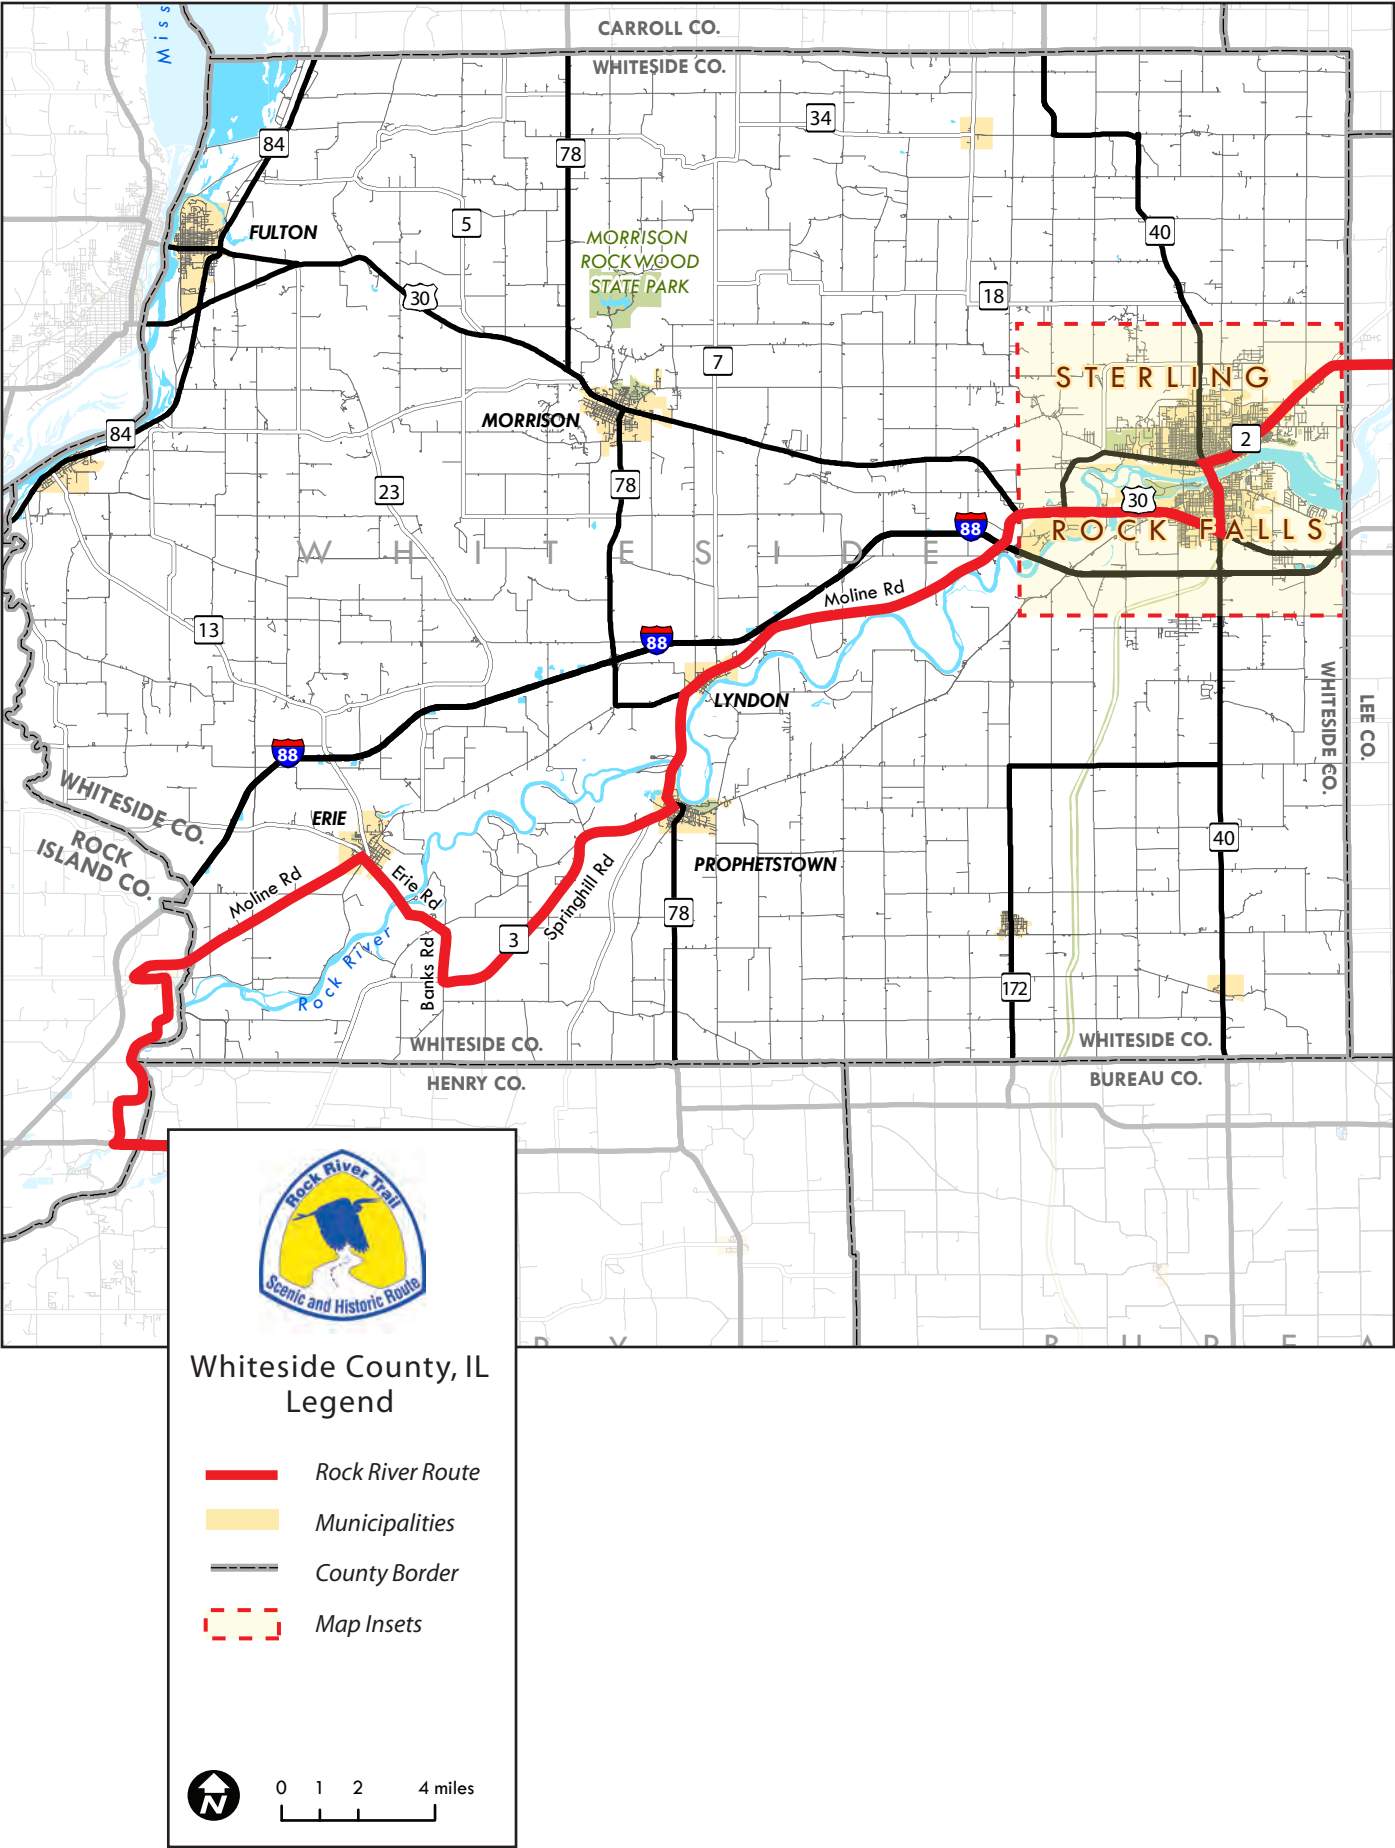 CARROLL CO.
WHITESIDE CO.
Miss
84
78
34
5
FULTON
40
MORRISON
ROCKWOOD
STATE PARK
30
18
7
STERLING
MORRISON
84
2
78
23
30
88
ROCK FALLS
WHITESIDE
Moline Rd
13
88
LYNDON
WHITESIDE CO.
LEE CO.
88
WHITESIDE CO.
ROCK
ISLAND CO.
ERIE
40
PROPHETSTOWN
Moline Rd
Erie Rd
Springhill Rd
78
3
Banks Rd
Rock River
172
WHITESIDE CO.
WHITESIDE CO.
HENRY CO.
BUREAU CO.
Rock River Trail
Scenic and Historic Route
R Y
B U R E A
Whiteside County, IL
Legend
Rock River Route
Municipalities
County Border
Map Insets
N
0 1 2 4 miles